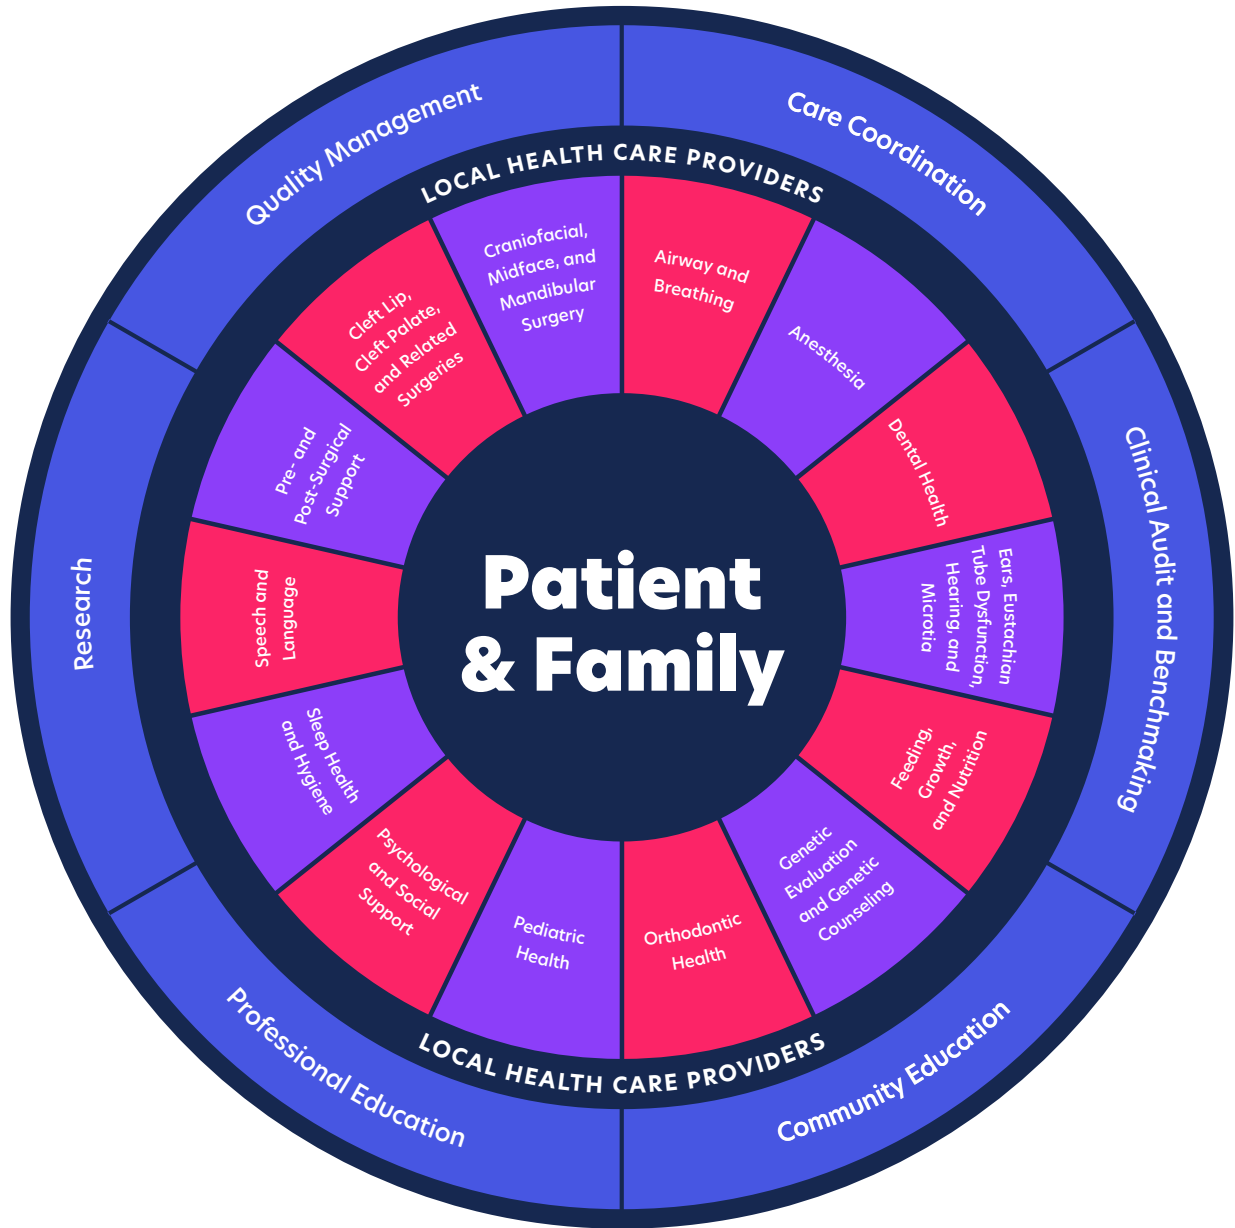 Quality Management
Care Coordination
Clinical Audit and Benchmaking
Community Education
Professional Education
Research
LOCAL HEALTH CARE PROVIDERS
Airway and
Breathing
Anesthesia
Dental Health
Ears, Eustachian
Tube Dysfunction,
Hearing, and
Microtia
Feeding,
Growth,
and Nutrition
Genetic
Evaluation
and Genetic
Counseling
Orthodontic
Health
Pediatric
Health
Psychological
and Social
Support
Sleep Health
and Hygiene
Speech and
Language
Pre- and
Post-Surgical
Support
Cleft Lip,
Cleft Palate,
and Related
Surgeries
Craniofacial,
Midface, and
Mandibular
Surgery
Patient
& Family
LOCAL HEALTH CARE PROVIDERS